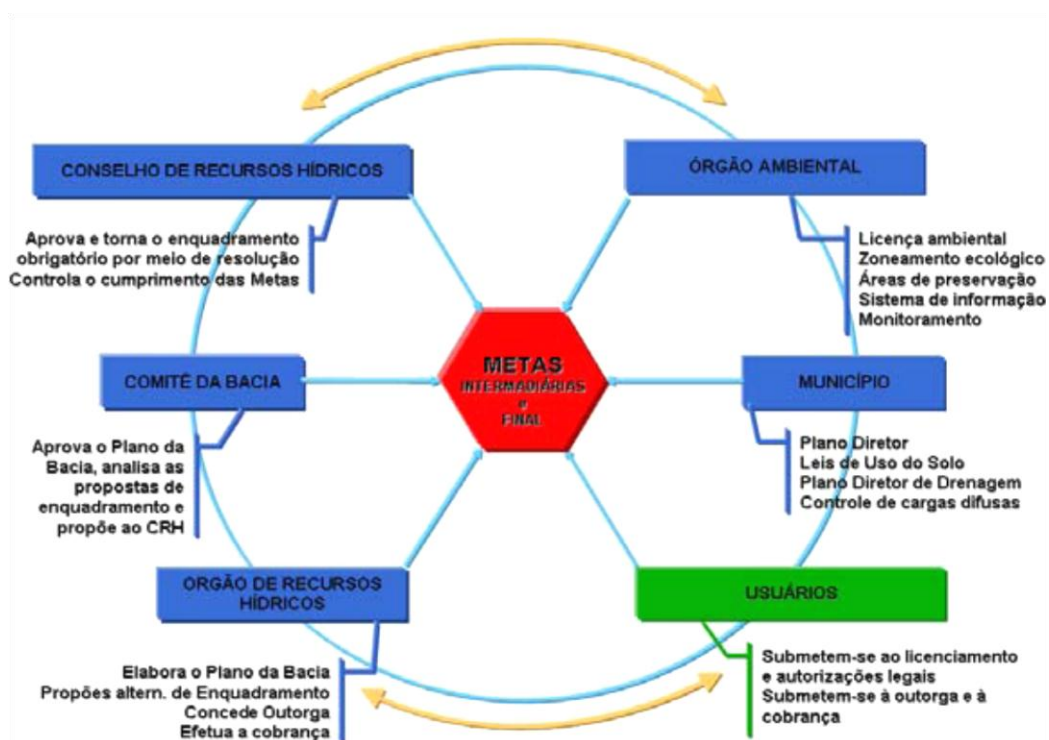 CONSELHO DE RECURSOS HÍDRICOS
Aprova e torna o enquadramento
obrigatório por meio de resolução
Controla o cumprimento das Metas
ÓRGÃO AMBIENTAL
Licença ambiental
Zoneamento ecológico
Áreas de preservação
Sistema de informação
Monitoramento
METAS
INTERMADIÁRIAS
e
FINAL
COMITÊ DA BACIA
Aprova o Plano da
Bacia, analisa as
propostas de
enquadramento e
propõe ao CRH
MUNICÍPIO
Plano Diretor
Leis de Uso do Solo
Plano Diretor de Drenagem
Controle de cargas difusas
ORGÃO DE RECURSOS
HÍDRICOS
Elabora o Plano da Bacia
Propões altern. de Enquadramento
Concede Outorga
Efetua a cobrança
USUÁRIOS
Submetem-se ao licenciamento
e autorizações legais
Submetem-se à outorga e à
cobrança